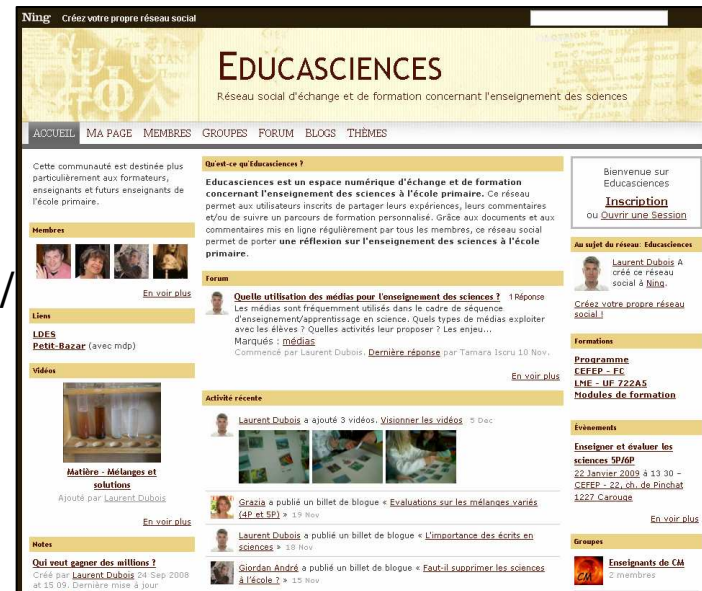 Ning Créez votre propre réseau social
EDUCASCIENCES
Réseau social d'échange et de formation concernant l'enseignement des sciences
ACCUEIL MA PAGE MEMBRES GROUPES FORUM BLOGS THÈMES
Cette communauté est destinée plus
particulièrement aux formateurs,
enseignants et futurs enseignants de
l'école primaire.
Membres
En voir plus
Liens
LDES
Petit-Bazar (avec mdp)
Vidéos
Matière - Mélanges et
solutions
Ajouté par Laurent Dubois
En voir plus
Notes
Qui veut gagner des millions ?
Créé par Laurent Dubois 24 Sep 2008
at 15 09. Dernière mise à jour
Qu'est-ce qu'Educasciences ?
Educasciences est un espace numérique d'échange et de formation
concernant l'enseignement des sciences à l'école primaire. Ce réseau
permet aux utilisateurs inscrits de partager leurs expériences, leurs commentaires
et/ou de suivre un parcours de formation personnalisé. Grâce aux documents et aux
commentaires mis en ligne régulièrement par tous les membres, ce réseau social
permet de porter une réflexion sur l'enseignement des sciences à l'école
primaire.
Forum
Quelle utilisation des médias pour l'enseignement des sciences ? 1 Réponse
Les médias sont fréquemment utilisés dans le cadre de séquence
d'enseignement/apprentissage en science. Quels types de médias exploiter
avec les élèves ? Quelles activités leur proposer ? Les enjeu...
Marqués : médias
Commencé par Laurent Dubois. Dernière réponse par Tamara Iscru 10 Nov.
En voir plus
Activité récente
Laurent Dubois a ajouté 3 vidéos. Visionner les vidéos 5 Dec
Grazia a publié un billet de blogue « Evaluations sur les mélanges variés
(4P et 5P) » 19 Nov
Laurent Dubois a publié un billet de blogue « L'importance des écrits en
sciences » 18 Nov
Giordan André a publié un billet de blogue « Faut-il supprimer les sciences
à l'école ? » 15 Nov
Bienvenue sur
Educasciences
Inscription
ou Ouvrir une Session
Au sujet du réseau: Educasciences
Laurent Dubois A
créé ce réseau
social à Ning.
Créez votre propre réseau
social !
Formations
Programme
CEFEP - FC
LME - UF 722A5
Modules de formation
Évènements
Enseigner et évaluer les
sciences 5P/6P
22 Janvier 2009 à 13 30 -
CEFEP - 22, ch. de Pinchat
1227 Carouge
En voir plus
Groupes
CM
Enseignants de CM
2 membres
/